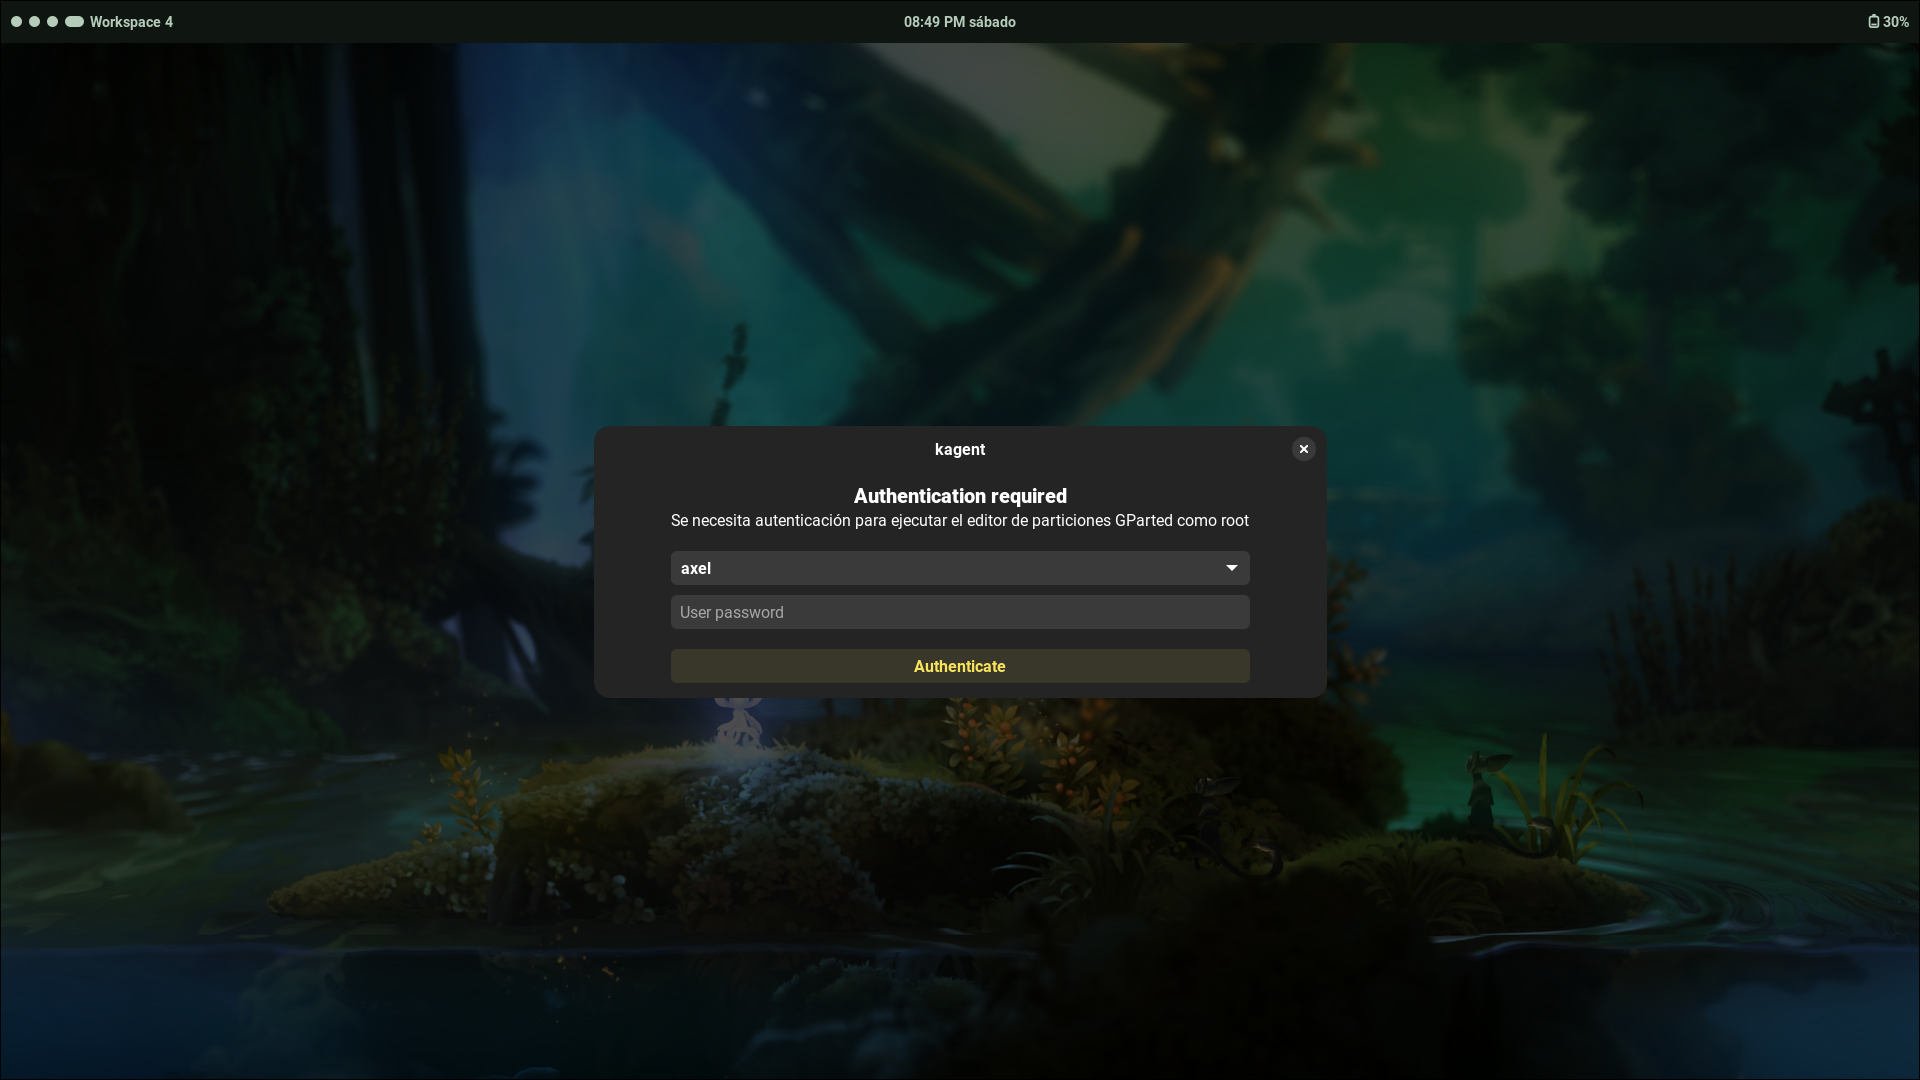 Workspace 4
08:49 PM sábado
30%
kagent
Authentication required
Se necesita autenticación para ejecutar el editor de particiones GParted como root
axel
User password
Authenticate